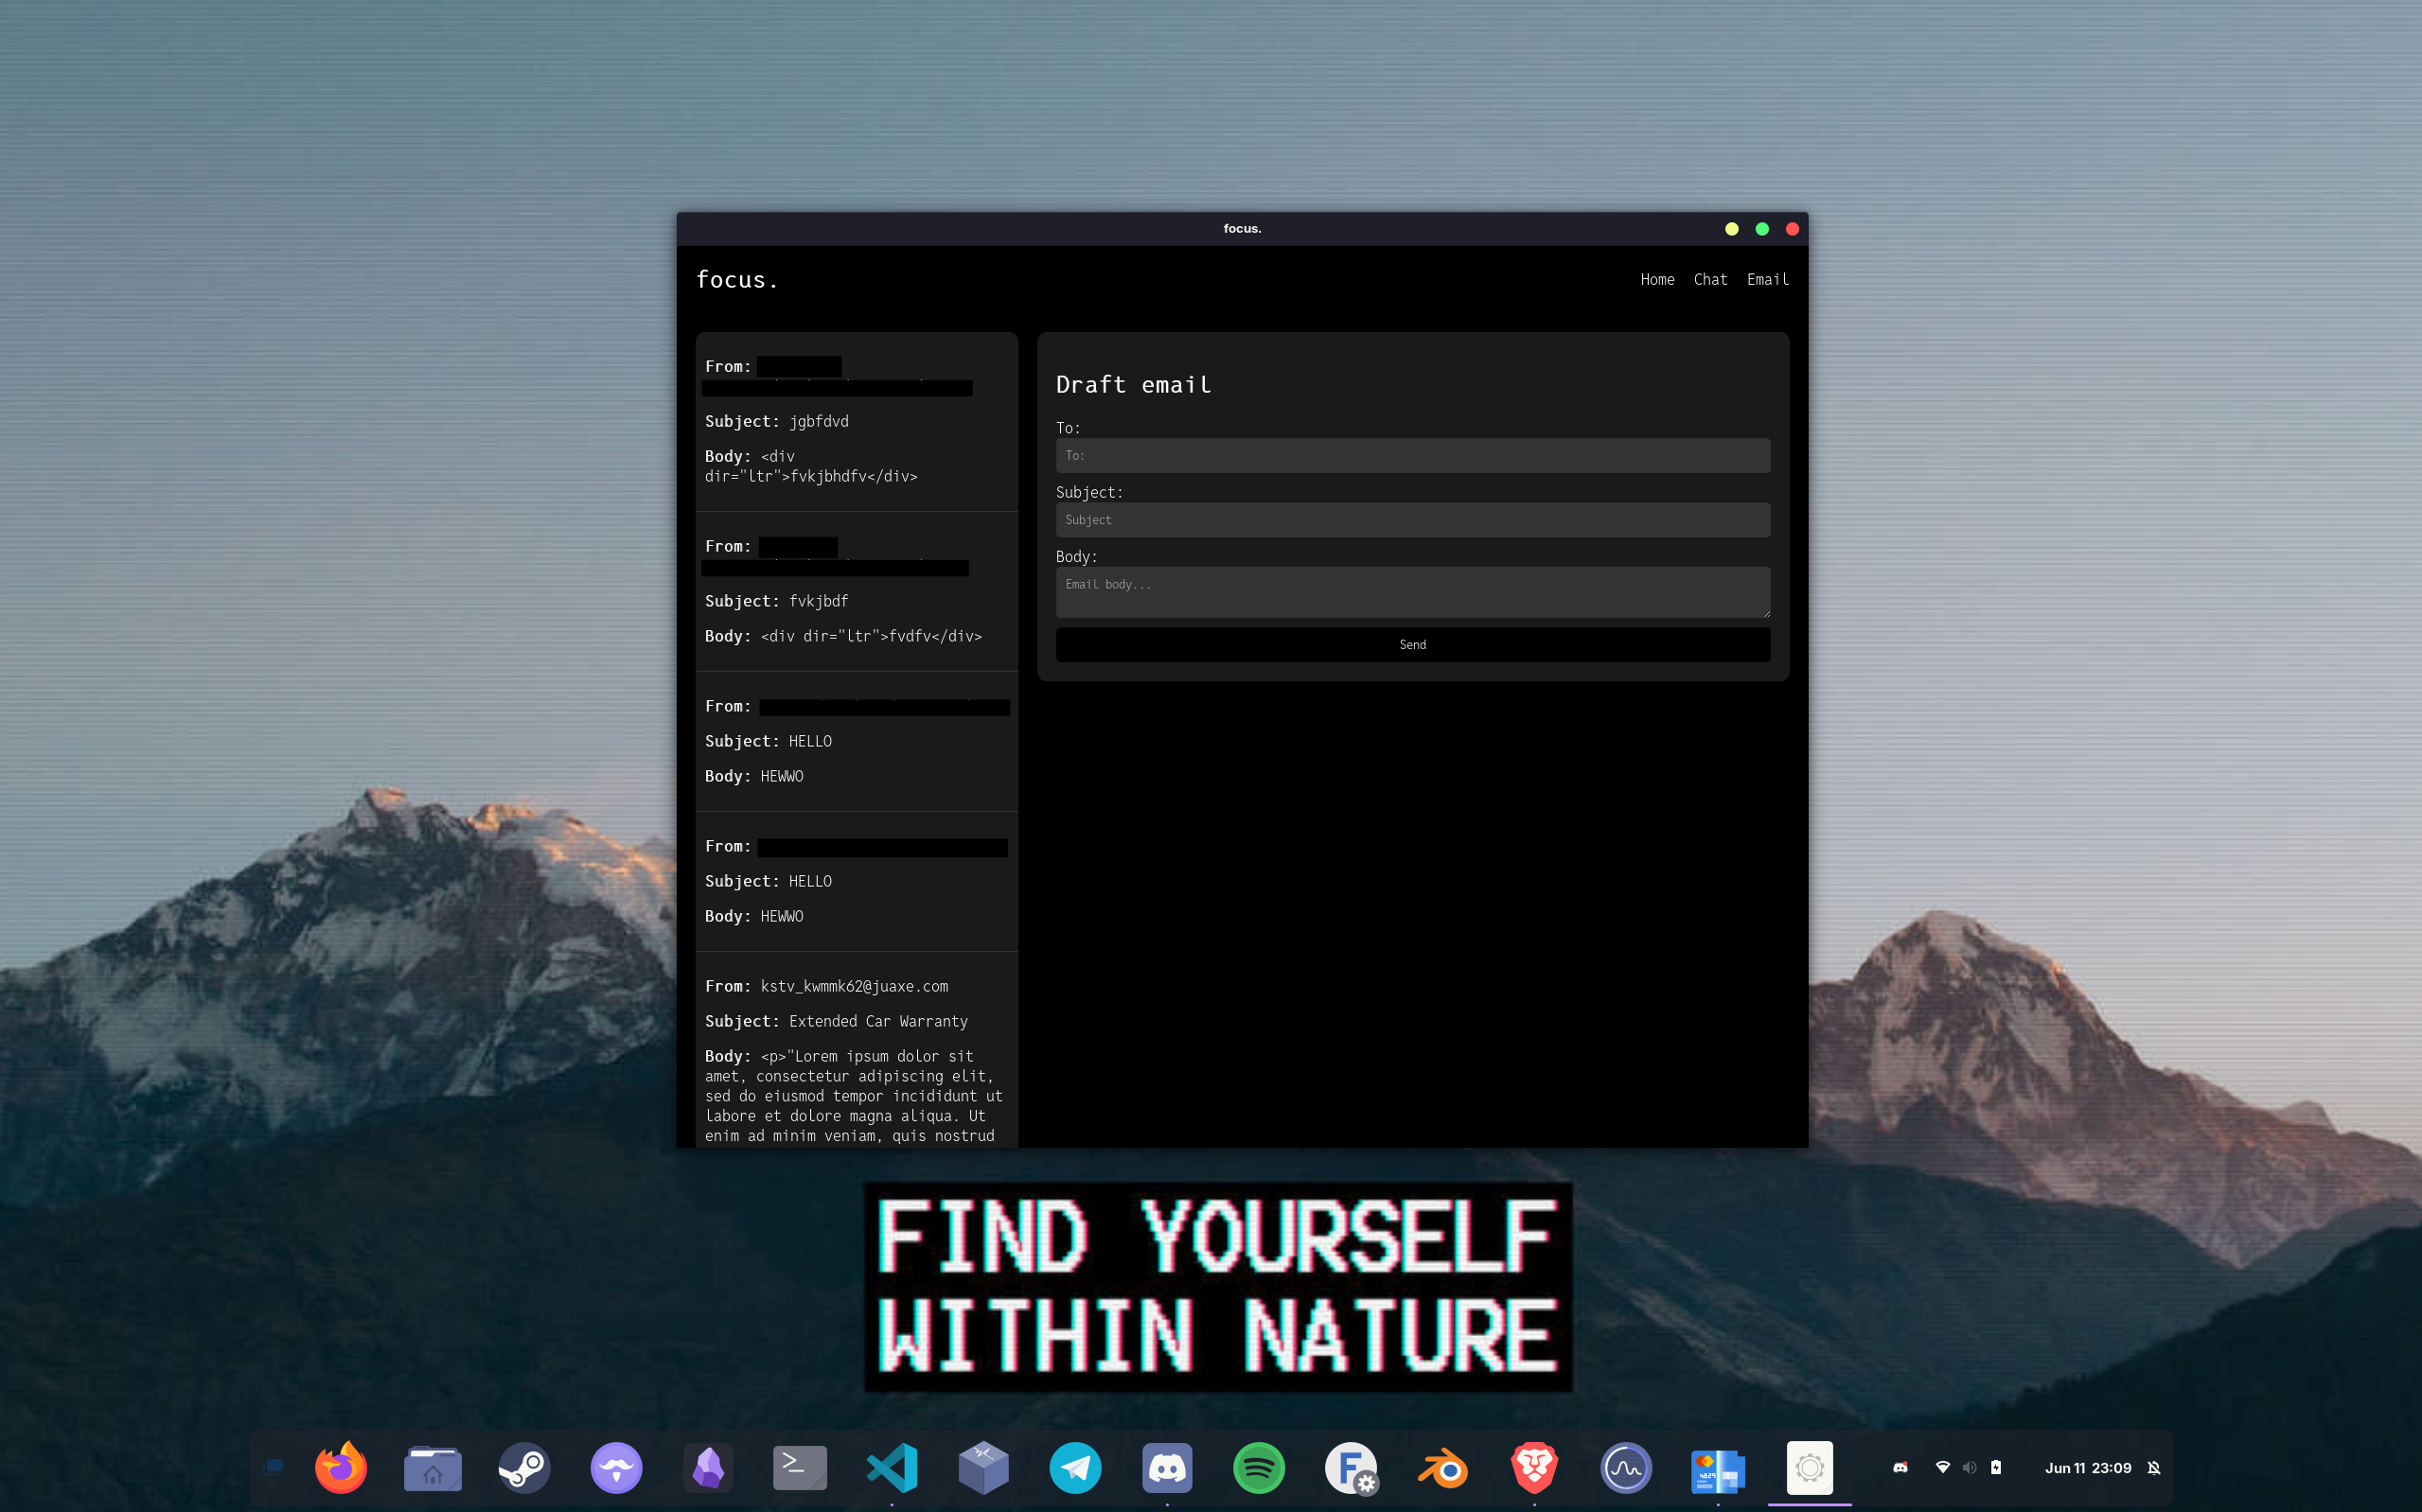 focus.
focus.
Home Chat Email
From:
Subject: jgbfdvd
Body: <div
dir="ltr">fvkjbhdfv</div>
From:
Subject: fvkjbdf
Body: <div dir="ltr">fvdfv</div>
From:
Subject: HELLO
Body: HEWWO
From:
Subject: HELLO
Body: HEWWO
From: kstv_kwmmk62@juaxe.com
Subject: Extended Car Warranty
Body: <p>"Lorem ipsum dolor sit
amet, consectetur adipiscing elit,
sed do eiusmod tempor incididunt ut
labore et dolore magna aliqua. Ut
enim ad minim veniam, quis nostrud
Draft email
To:
To:
Subject:
Subject
Body:
Email body...
Send
FIND YOURSELF
WITHIN NATURE
Jun 11 23:09